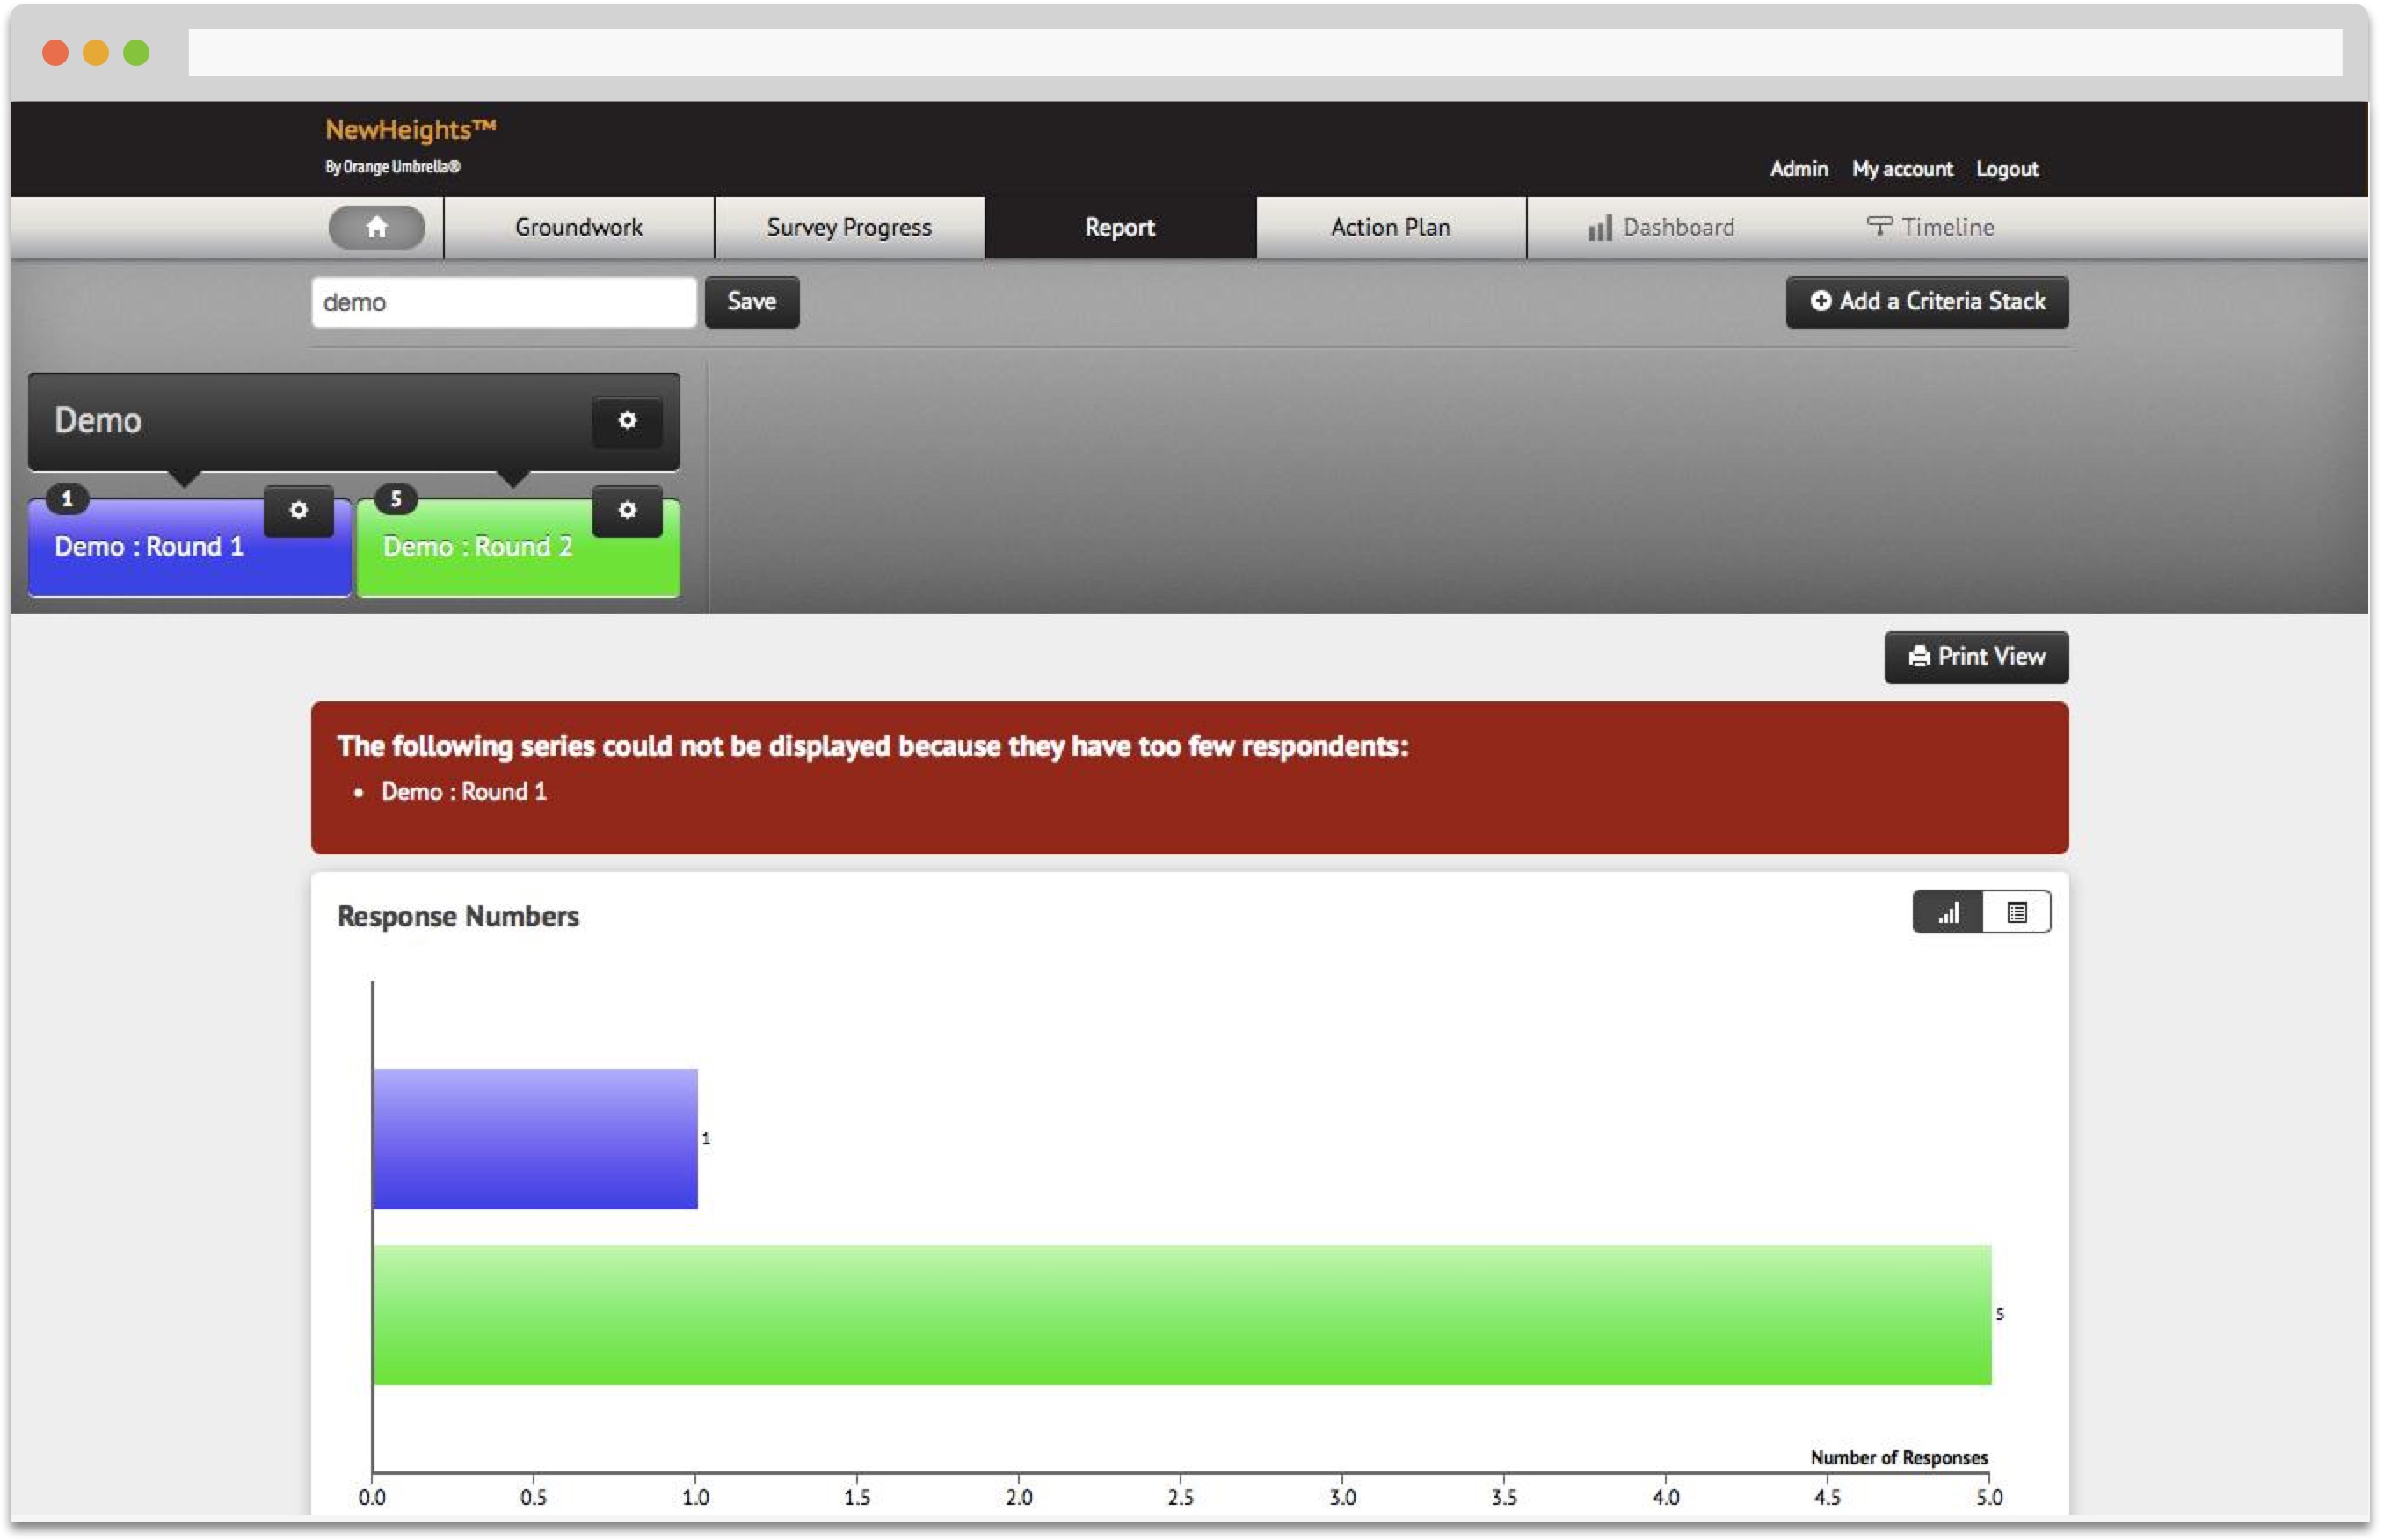 NewHeights™
By Orange Umbrella®
Admin My account Logout
Groundwork Survey Progress Report Action Plan Dashboard Timeline
demo Save Add a Criteria Stack
Demo
1 5
Demo : Round 1 Demo : Round 2
Print View
The following series could not be displayed because they have too few respondents:
• Demo : Round 1
Response Numbers
1
5
Number of Responses
0.0 0.5 1.0 1.5 2.0 2.5 3.0 3.5 4.0 4.5 5.0